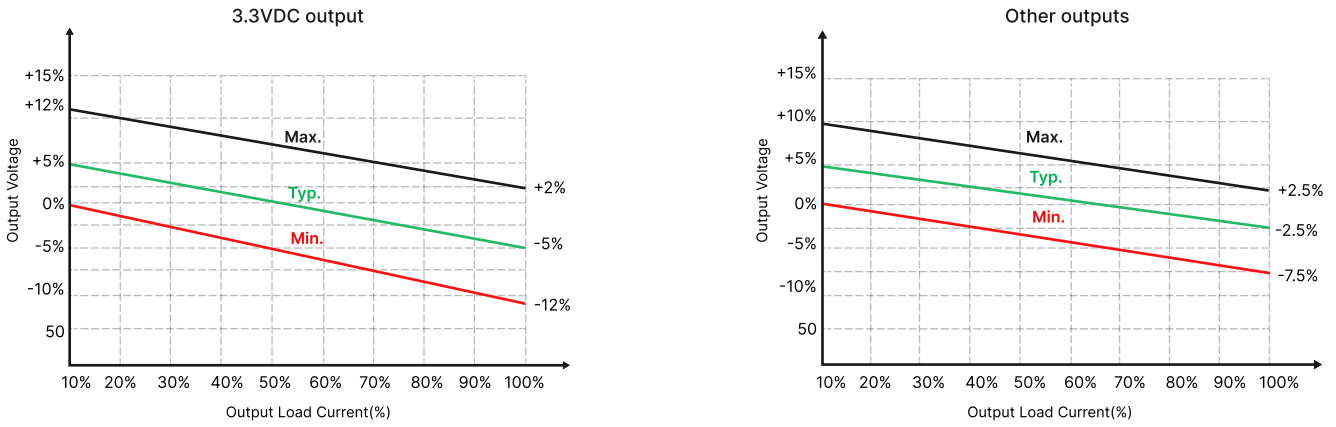 3.3VDC output
Output Voltage
+15%
+12%
+5%
0%
-5%
-10%
50
Max.
Typ.
Min.
+2%
-5%
-12%
10% 20% 30% 40% 50% 60% 70% 80% 90% 100%
Output Load Current(%)
Other outputs
Output Voltage
+15%
+10%
+5%
0%
-5%
-10%
50
Max.
Typ.
Min.
+2.5%
-2.5%
-7.5%
10% 20% 30% 40% 50% 60% 70% 80% 90% 100%
Output Load Current(%)